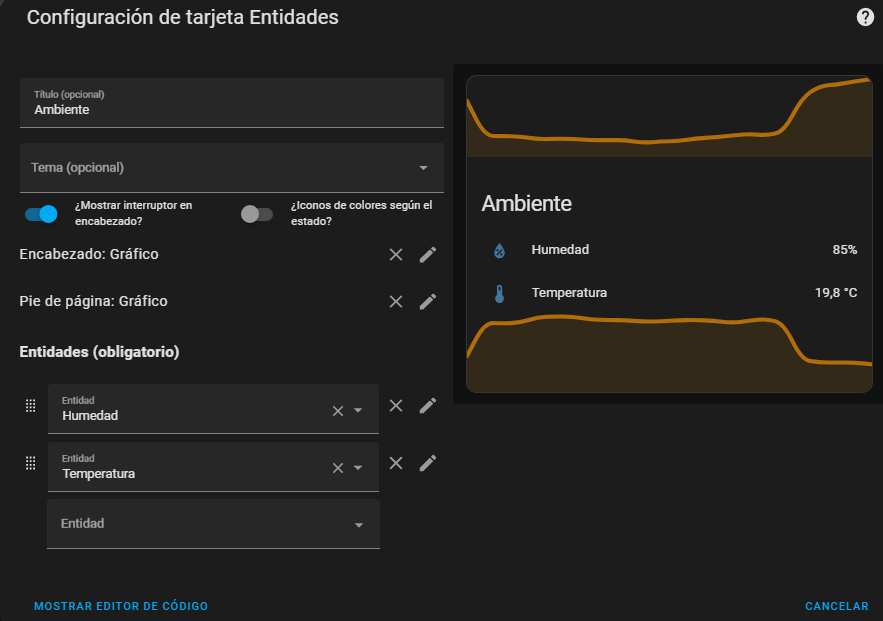 Configuración de tarjeta Entidades
Título (opcional)
Ambiente
Tema (opcional)
¿Mostrar interruptor en
encabezado?
¿Iconos de colores según el
estado?
Encabezado: Gráfico
Pie de página: Gráfico
Entidades (obligatorio)
Entidad
Humedad
Entidad
Temperatura
Entidad
Ambiente
Humedad 85%
Temperatura 19,8 °C
MOSTRAR EDITOR DE CÓDIGO
CANCELAR